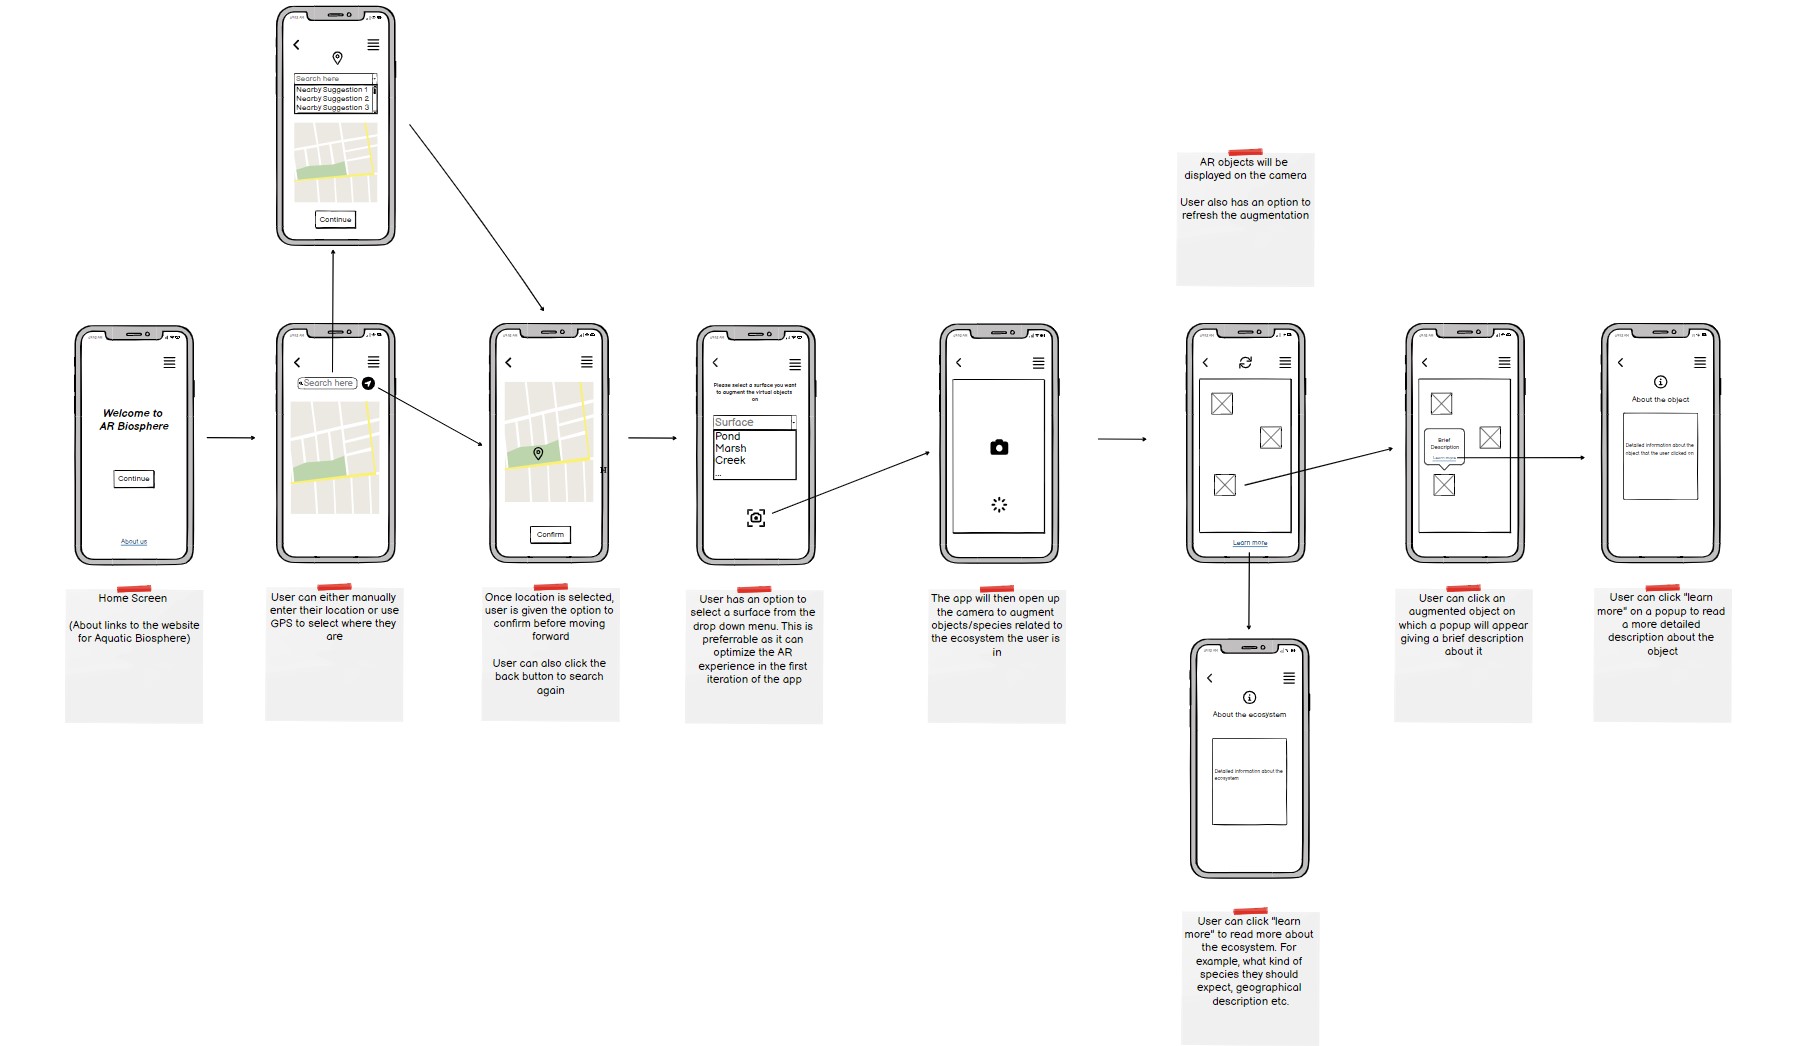 Search here
Nearby Suggestion 1
Nearby Suggestion 2
Nearby Suggestion 3
Continue
AR objects will be
displayed on the camera
User also has an option to
refresh the augmentation
Welcome to
AR Biosphere
Continue
About us
Search here
Confirm
Please select a surface you want
to augment the virtual objects
on
Surface
Pond
Marsh
Creek
...
Learn more
Brief
Description
Learn more
About the object
Detailed information about the
object that the user clicked on
Home Screen
(About links to the website
for Aquatic Biosphere)
User can either manually
enter their location or use
GPS to select where they
are
Once location is selected,
user is given the option to
confirm before moving
forward
User can also click the
back button to search
again
User has an option to
select a surface from the
drop down menu. This is
preferrable as it can
optimize the AR
experience in the first
iteration of the app
The app will then open up
the camera to augment
objects/species related to
the ecosystem the user is
in
User can click an
augmented object on
which a popup will appear
giving a brief description
about it
User can click "learn
more" on a popup to read
a more detailed
description about the
object
About the ecosystem
Detailed information about the
ecosystem
User can click "learn
more" to read more about
the ecosystem. For
example, what kind of
species they should
expect, geographical
description etc.